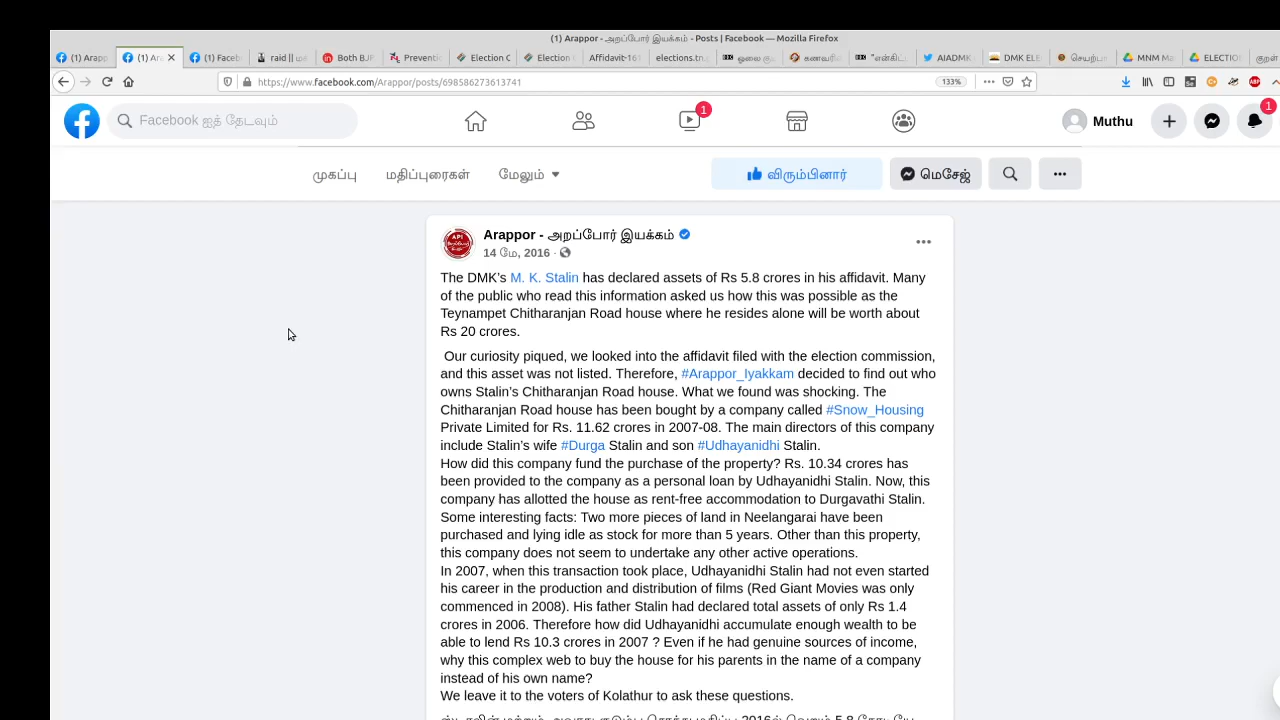 (1) Arappor - அறப்போர் இயக்கம் - Posts | Facebook — Mozilla Firefox
(1) Arapp (1) Ara (1) Faceb raid || Both BJP Preventi Election C Election Affidavit-161 elections.tn. AIADMK DMK ELE MNM Ma ELECTIO குறள்
https://www.facebook.com/Arappor/posts/698586273613741 133%
Facebook ஐத் தேடவும் 1 Muthu 1
முகப்பு மதிப்புரைகள் மேலும் விரும்பினார் மெசேஜ்
Arappor - அறப்போர் இயக்கம்
14 மே, 2016
API
The DMK's M. K. Stalin has declared assets of Rs 5.8 crores in his affidavit. Many
of the public who read this information asked us how this was possible as the
Teynampet Chitharanjan Road house where he resides alone will be worth about
Rs 20 crores.
Our curiosity piqued, we looked into the affidavit filed with the election commission,
and this asset was not listed. Therefore, #Arappor_Iyakkam decided to find out who
owns Stalin's Chitharanjan Road house. What we found was shocking. The
Chitharanjan Road house has been bought by a company called #Snow_Housing
Private Limited for Rs. 11.62 crores in 2007-08. The main directors of this company
include Stalin's wife #Durga Stalin and son #Udhayanidhi Stalin.
How did this company fund the purchase of the property? Rs. 10.34 crores has
been provided to the company as a personal loan by Udhayanidhi Stalin. Now, this
company has allotted the house as rent-free accommodation to Durgavathi Stalin.
Some interesting facts: Two more pieces of land in Neelangarai have been
purchased and lying idle as stock for more than 5 years. Other than this property,
this company does not seem to undertake any other active operations.
In 2007, when this transaction took place, Udhayanidhi Stalin had not even started
his career in the production and distribution of films (Red Giant Movies was only
commenced in 2008). His father Stalin had declared total assets of only Rs 1.4
crores in 2006. Therefore how did Udhayanidhi accumulate enough wealth to be
able to lend Rs 10.3 crores in 2007 ? Even if he had genuine sources of income,
why this complex web to buy the house for his parents in the name of a company
instead of his own name?
We leave it to the voters of Kolathur to ask these questions.